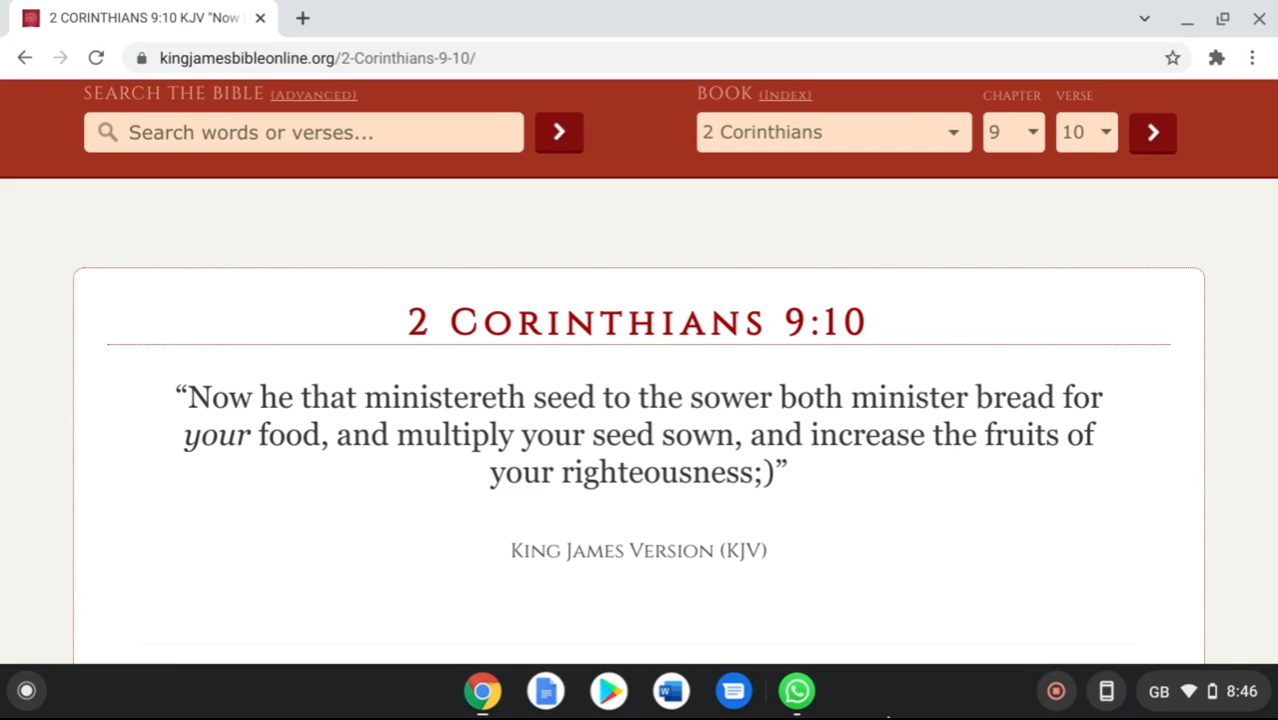 2 CORINTHIANS 9:10 KJV "Now
kingjamesbibleonline.org/2-Corinthians-9-10/
SEARCH THE BIBLE (ADVANCED)
BOOK (INDEX)
CHAPTER
VERSE
Search words or verses...
2 Corinthians
9
10
2 CORINTHIANS 9:10
“Now he that ministereth seed to the sower both minister bread for
your food, and multiply your seed sown, and increase the fruits of
your righteousness;)”
KING JAMES VERSION (KJV)
W
GB
8:46